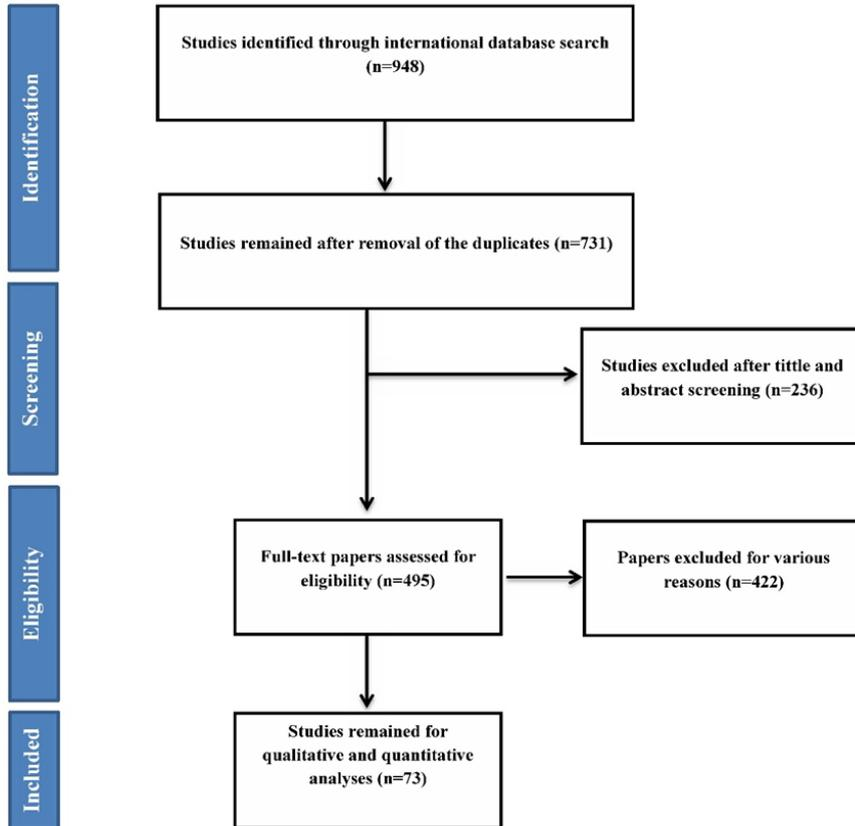 Identification
Studies identified through international database search
(n=948)
Studies remained after removal of the duplicates (n=731)
Screening
Studies excluded after tittle and
abstract screening (n=236)
Eligibility
Full-text papers assessed for
eligibility (n=495)
Papers excluded for various
reasons (n=422)
Included
Studies remained for
qualitative and quantitative
analyses (n=73)